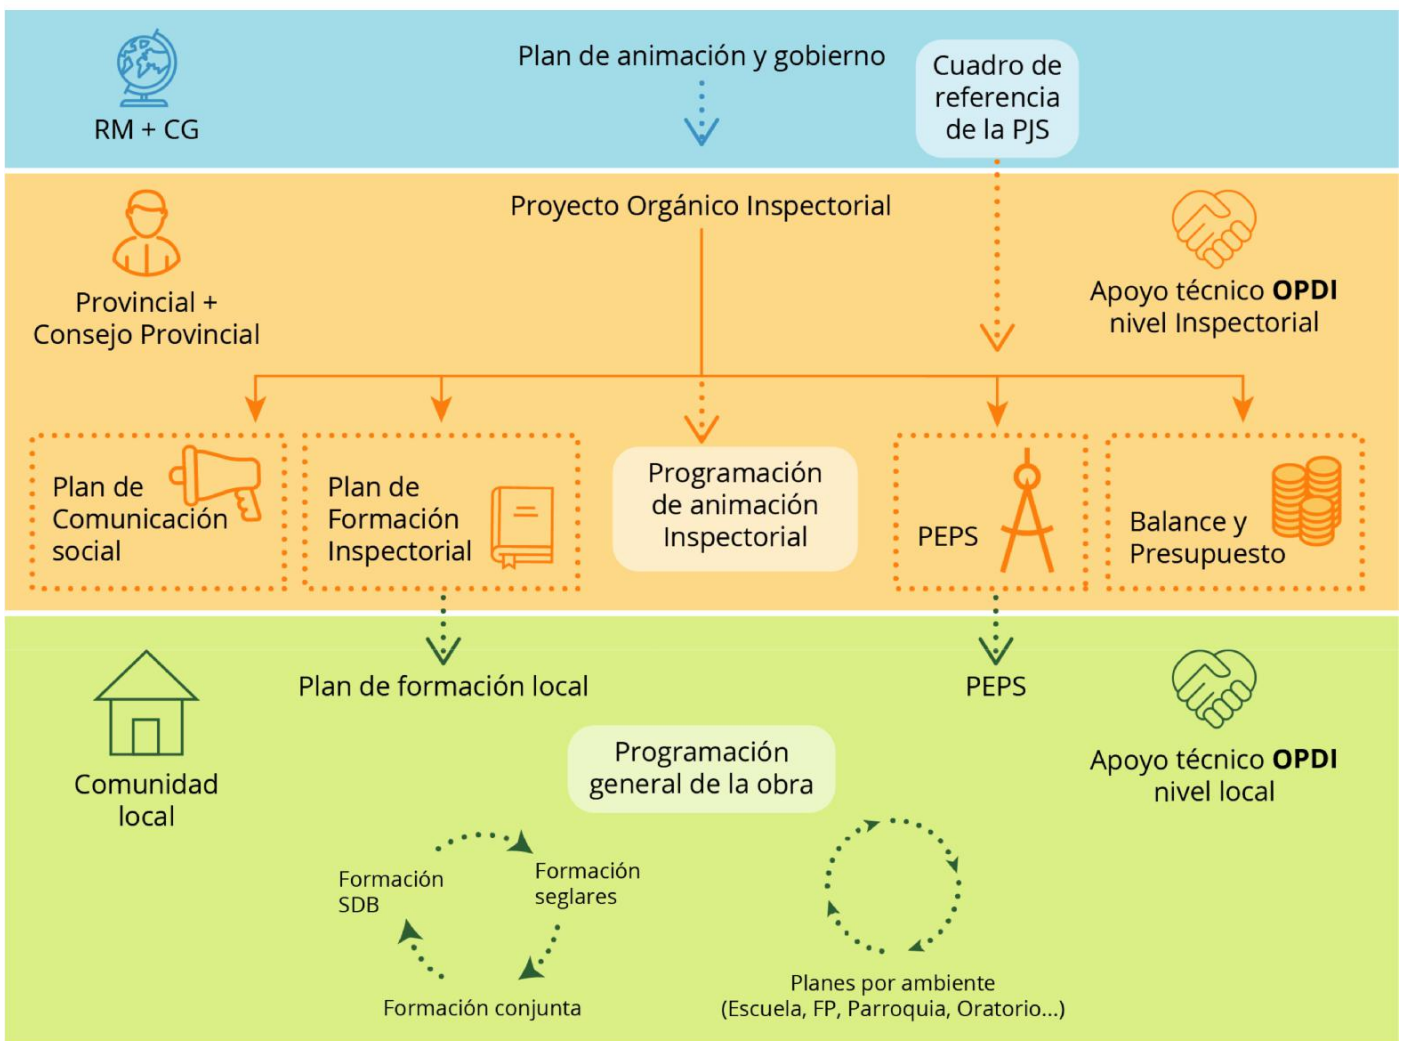 Plan de animación y gobierno
Cuadro de
referencia
de la PJS
RM + CG
Proyecto Orgánico Inspectorial
Provincial +
Consejo Provincial
Apoyo técnico OPDI
nivel Inspectorial
Plan de
Comunicación
social
Plan de
Formación
Inspectorial
Programación
de animación
Inspectorial
PEPS
Balance y
Presupuesto
Plan de formación local
PEPS
Comunidad
local
Programación
general de la obra
Apoyo técnico OPDI
nivel local
Formación
SDB
Formación
seglares
Formación conjunta
Planes por ambiente
(Escuela, FP, Parroquia, Oratorio...)